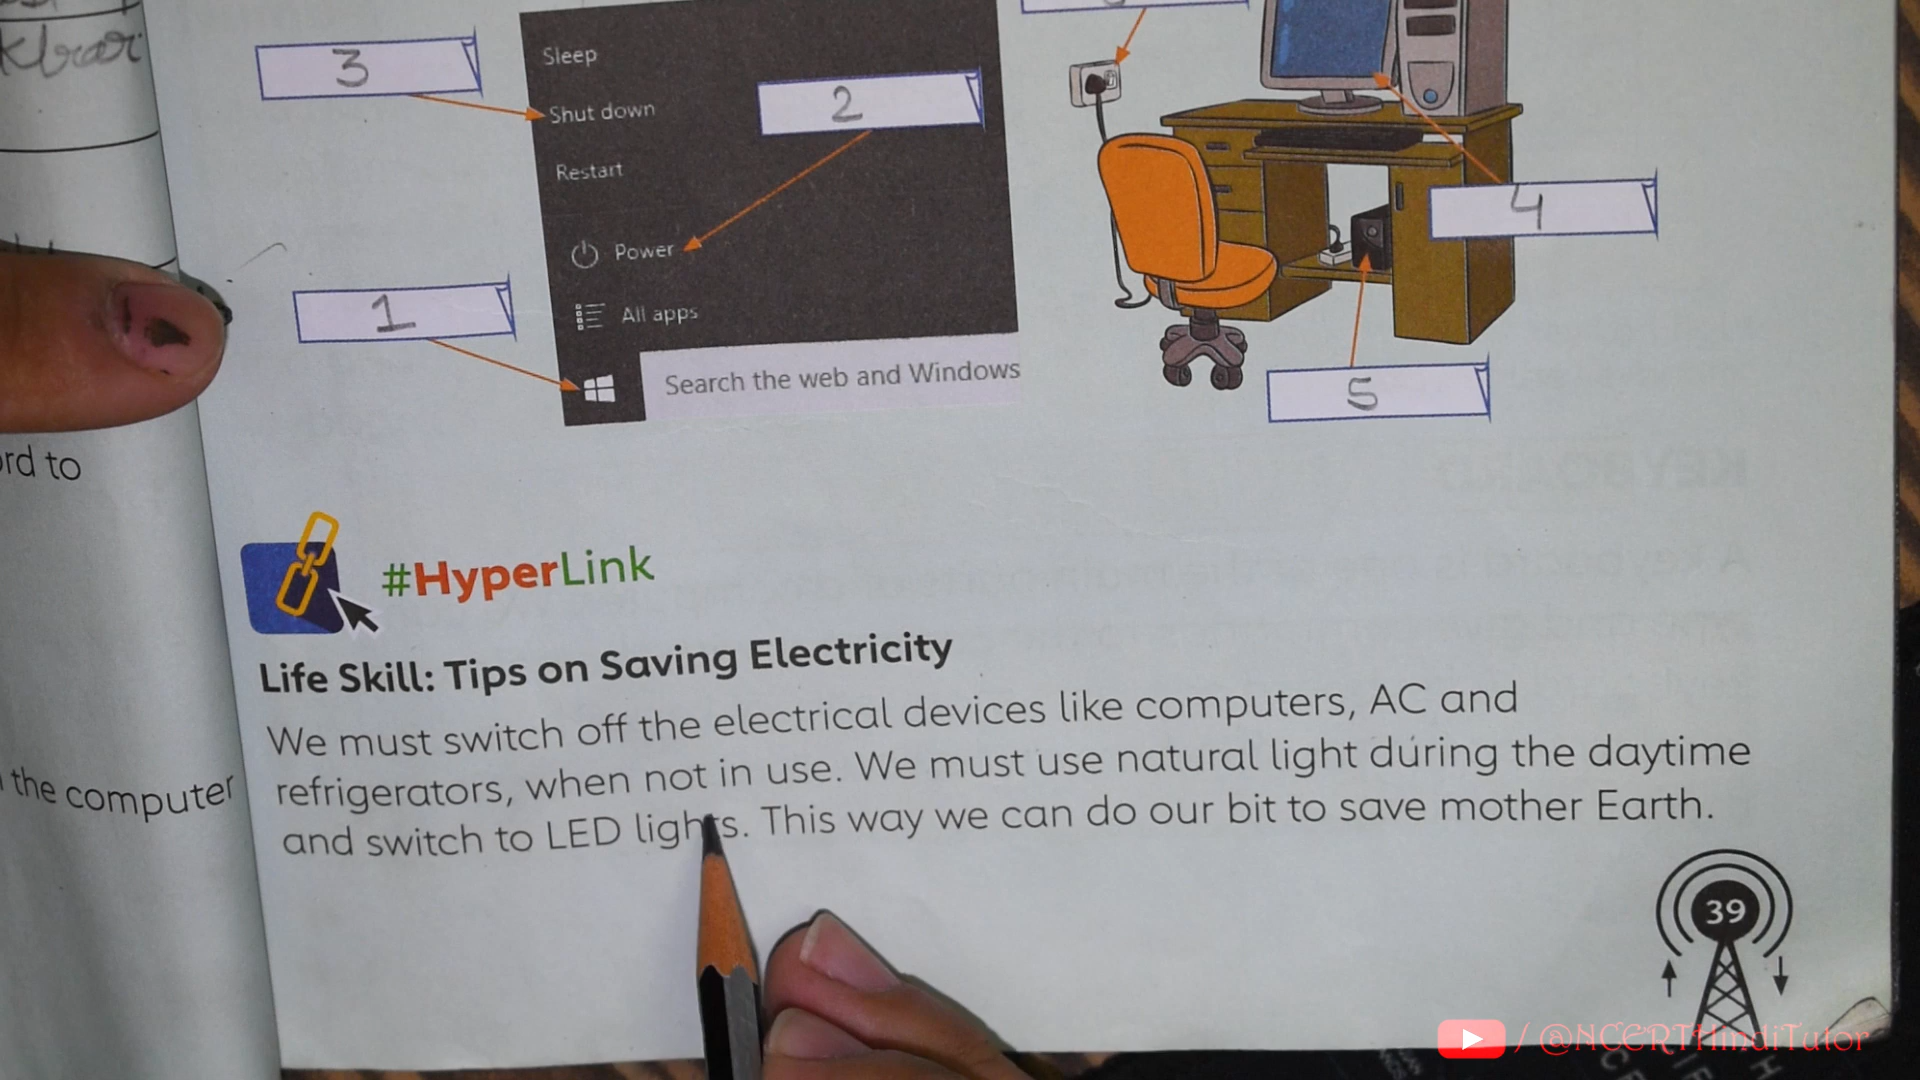 kbar
3
Sleep
Shut down
2
Restart
4
Power
1
All apps
Search the web and Windows
5
rd to
#HyperLink
Life Skill: Tips on Saving Electricity
We must switch off the electrical devices like computers, AC and
refrigerators, when not in use. We must use natural light during the daytime
the computer
and switch to LED lights. This way we can do our bit to save mother Earth.
39
/ @NCERTHindiTutor